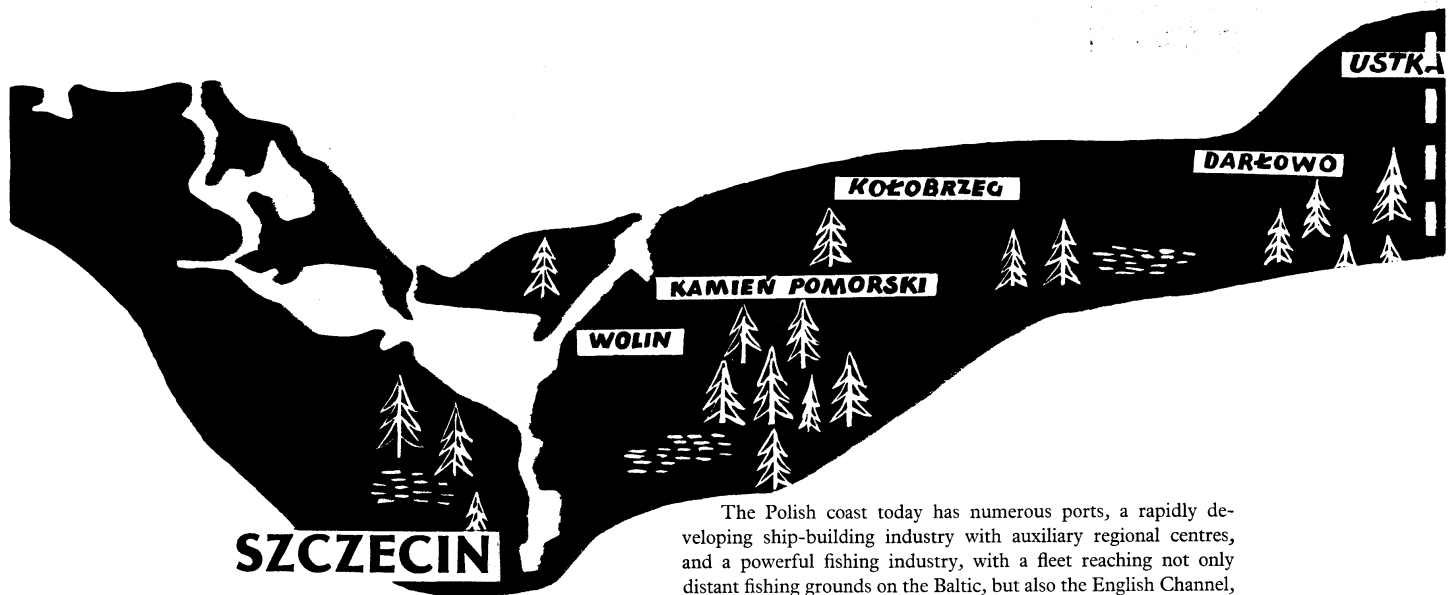 USTKA
DARŁOWO
KOŁOBRZEG
KAMIEŃ POMORSKI
WOLIN
SZCZECIN
The Polish coast today has numerous ports, a rapidly de-
veloping ship-building industry with auxiliary regional centres,
and a powerful fishing industry, with a fleet reaching not only
distant fishing grounds on the Baltic, but also the English Channel,